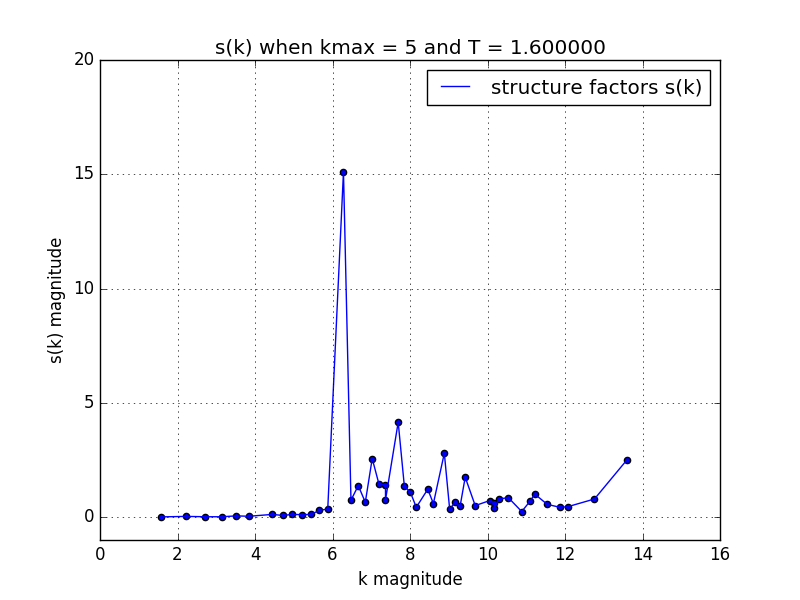 s(k) when kmax = 5 and T = 1.600000
structure factors s(k)
20
15
10
5
0
s(k) magnitude
0 2 4 6 8 10 12 14 16
k magnitude